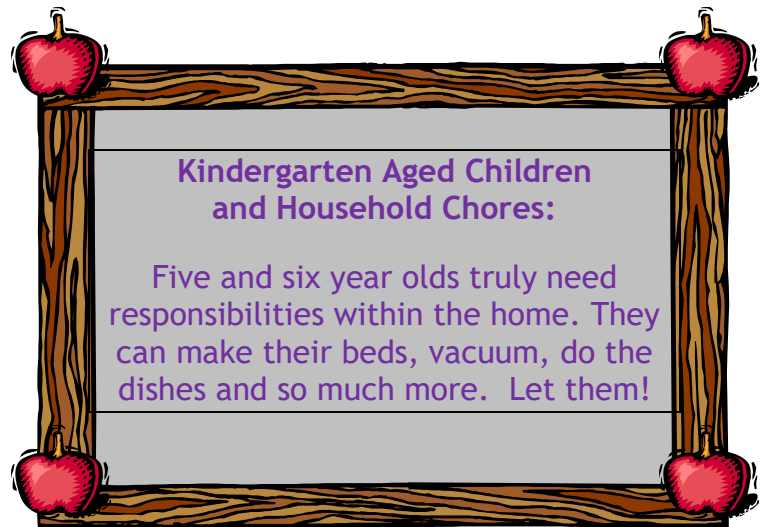 Kindergarten Aged Children
and Household Chores:
Five and six year olds truly need
responsibilities within the home. They
can make their beds, vacuum, do the
dishes and so much more.  Let them!